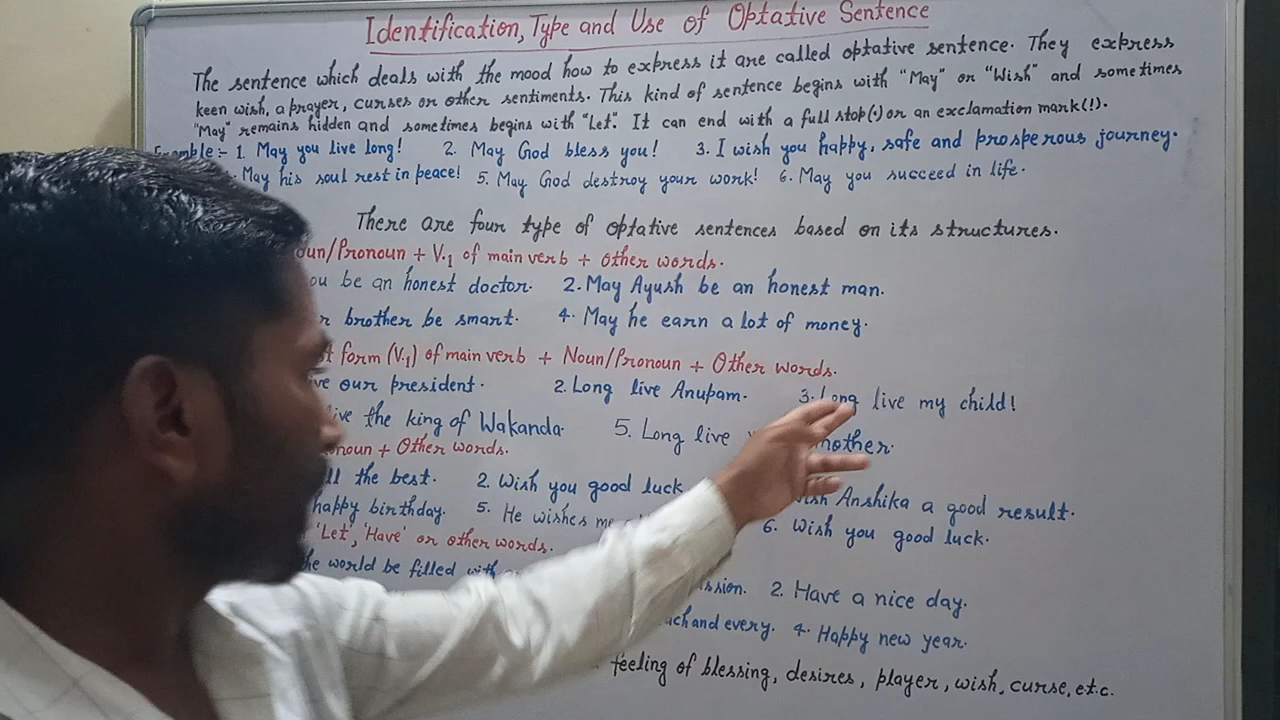 Identification, Type and Use of Optative Sentence
The sentence which deals with the mood how to express it are called optative sentence. They express
keen wish, a prayer, curses or other sentiments. This kind of sentence begins with "May" or "Wish" and sometimes
"May" remains hidden and sometimes begins with "Let". It can end with a full stop(.) or an exclamation mark(!).
Example:- 1. May you live long! 2. May God bless you! 3. I wish you happy, safe and prosperous journey.
May his soul rest in peace! 5. May God destroy your work! 6. May you succeed in life.
There are four type of optative sentences based on its structures.
/Pronoun + V.1 of main verb + other words.
be an honest doctor. 2. May Ayush be an honest man.
brother be smart. 4. May he earn a lot of money.
form (V.1) of main verb + Noun/Pronoun + Other words.
our president. 2. Long live Anupam. 3. Long live my child!
the king of Wakanda. 5. Long live mother.
+ Other words.
the best. 2. Wish you good luck Anshika a good result.
happy birthday. 5. He wishes me 6. Wish you good luck.
'Let', 'Have' or other words.
world be filled with 2. Have a nice day.
and every. 4. Happy new year.
feeling of blessing, desires, player, wish, curse, etc.